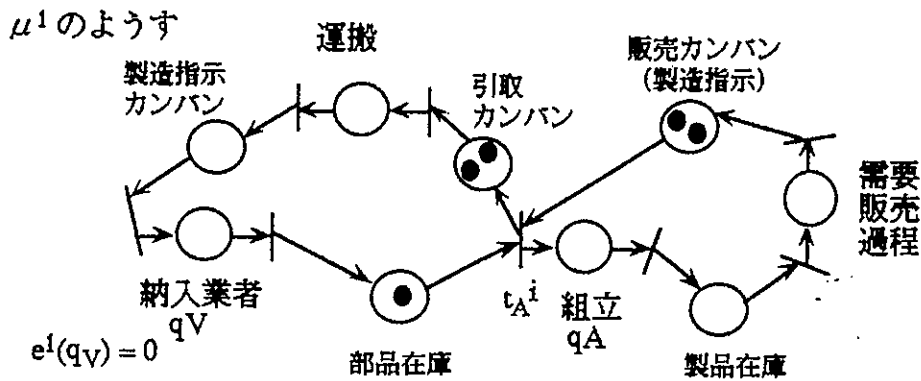 μ¹ のようす
運搬
販売カンバン
(製造指示)
製造指示
カンバン
引取
カンバン
需要
販売
過程
納入業者
qV
tAⁱ
組立
qA
e¹(qV) = 0
部品在庫
製品在庫